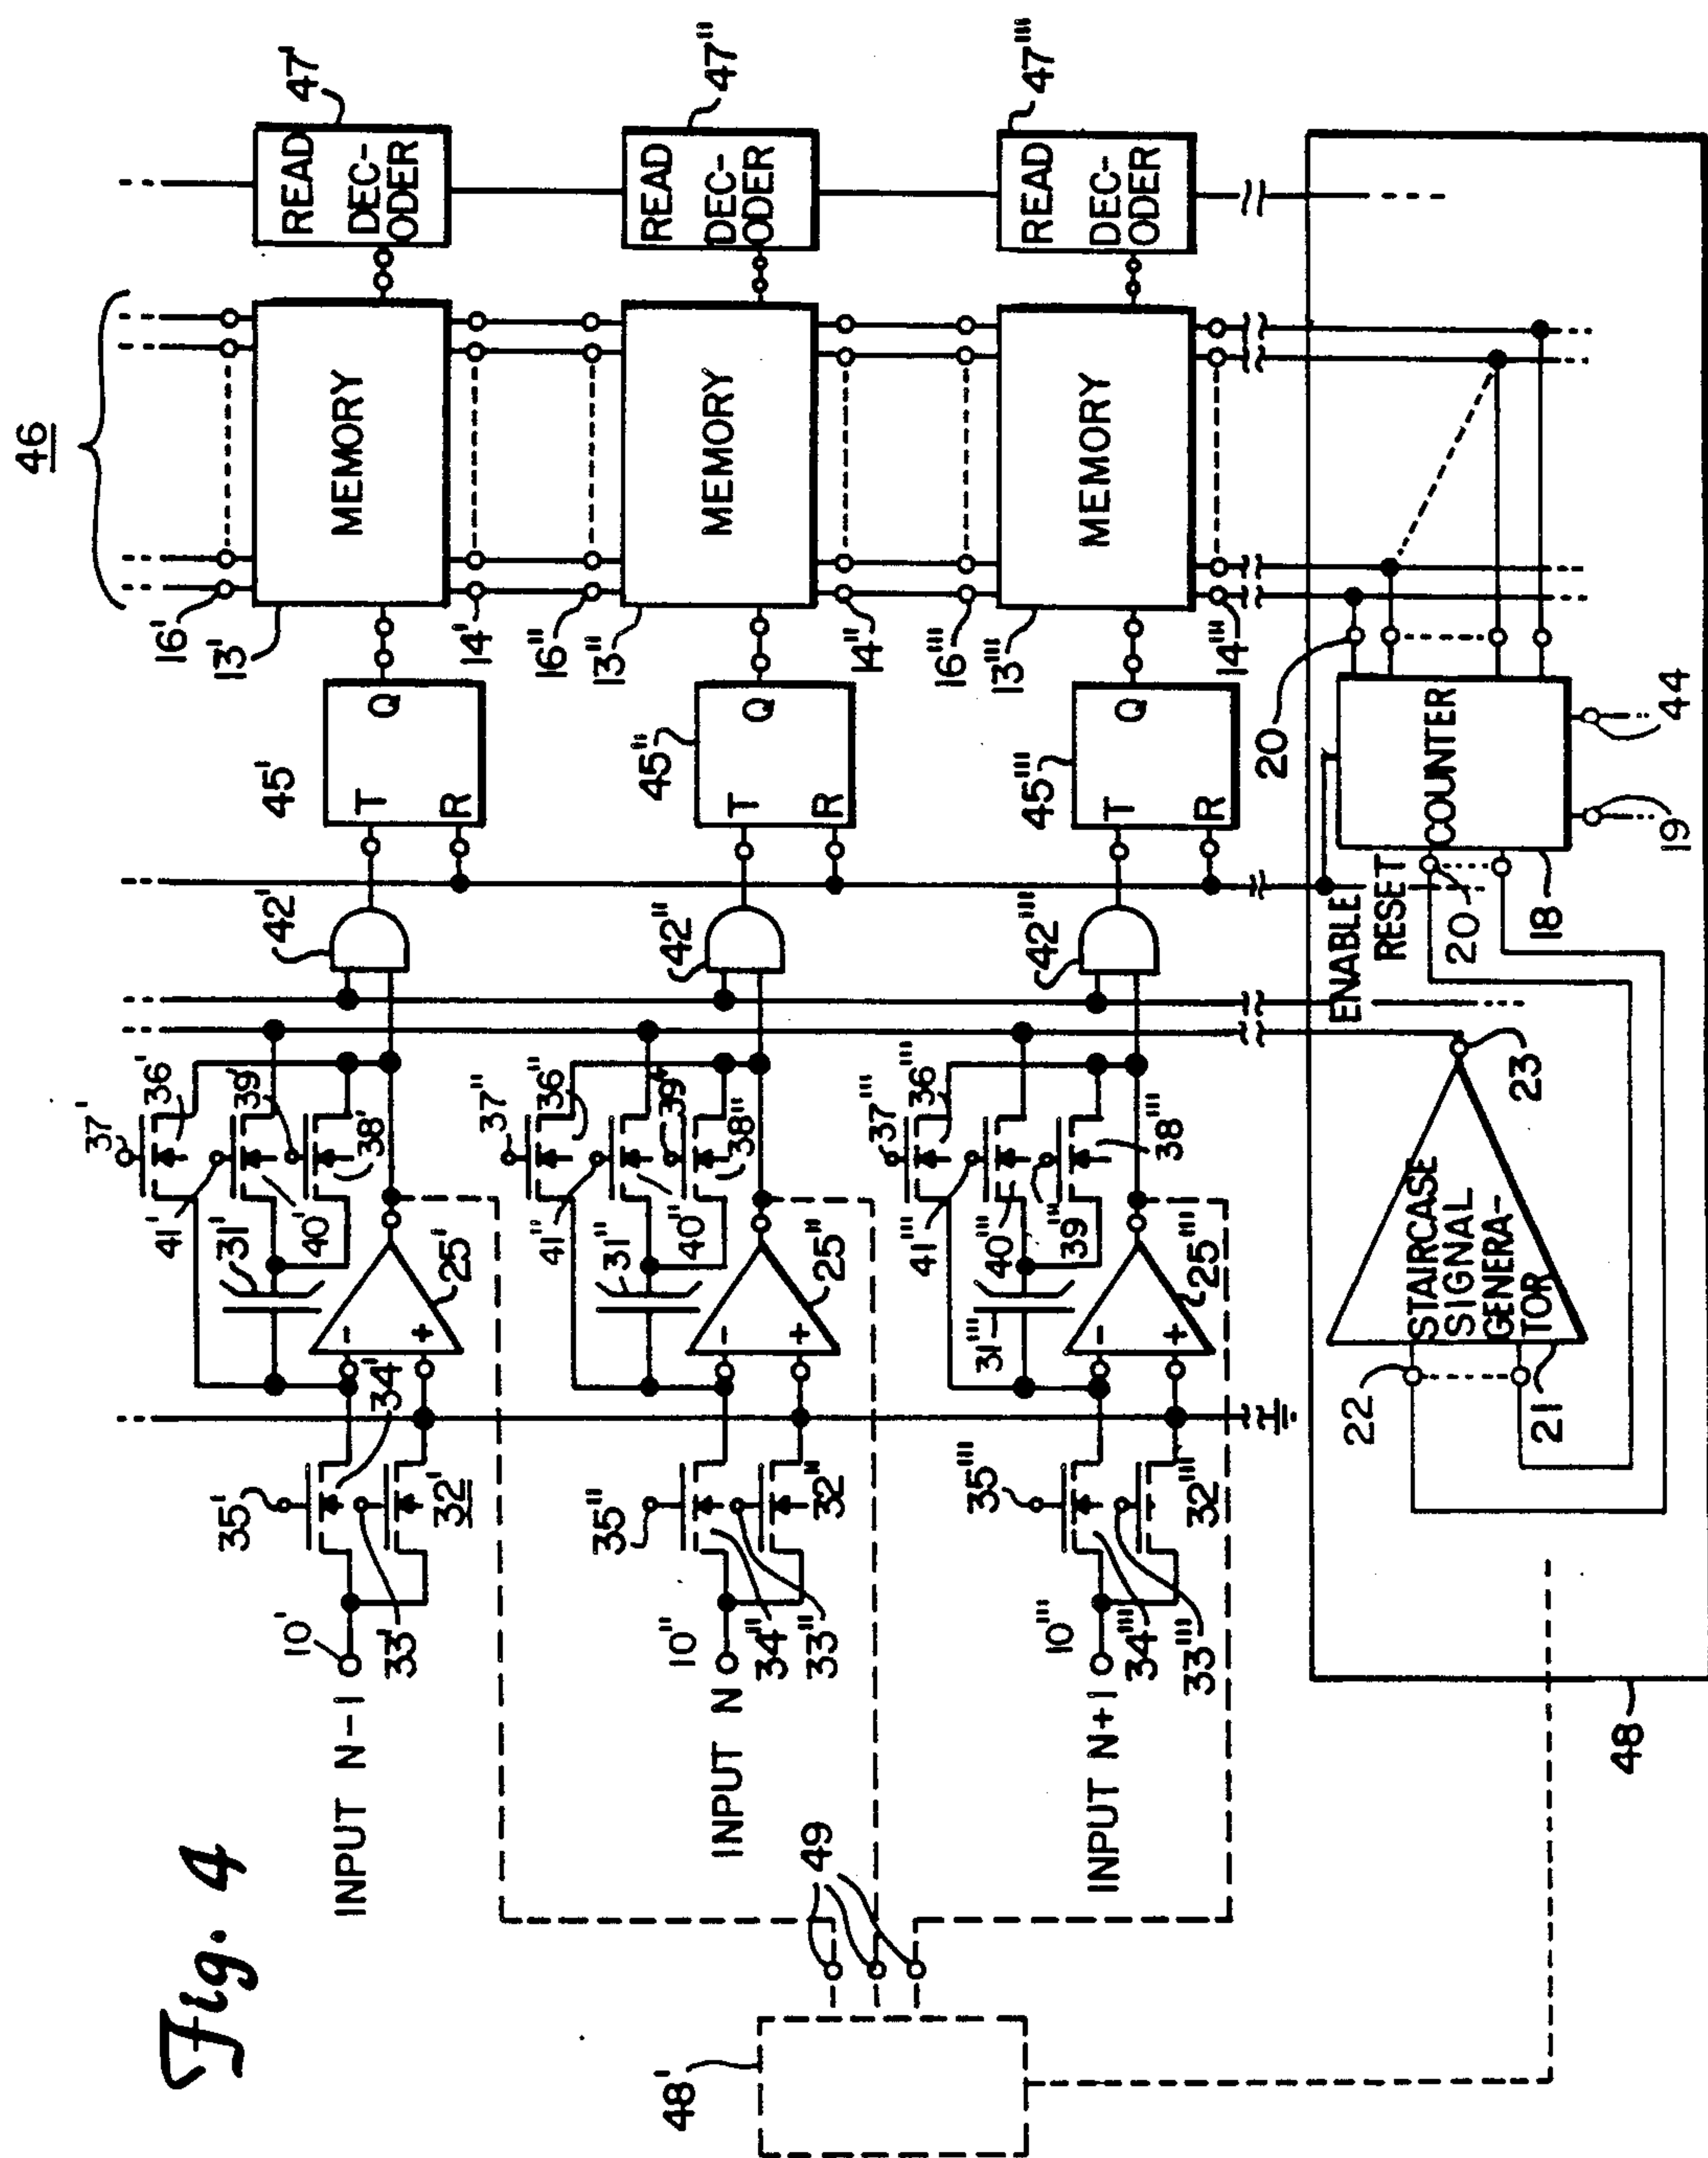 Fig. 4
46
47'
47''
47'''
READ
DEC-
ODER
READ
DEC-
ODER
READ
DEC-
ODER
16'
13'
MEMORY
14'
16''
13''
MEMORY
14''
16'''
13'''
MEMORY
14'''
45'
T
Q
R
45''
T
Q
R
45'''
T
Q
R
42'
42''
42'''
37'
36'
39'
41'
31'
40'
38'
25'
-
+
37''
36''
39''
41''
31''
40''
38''
25''
-
+
37'''
36'''
41'''
40'''
39'''
38'''
31'''
25'''
-
+
35'
34'
32'
33'
10'
INPUT N-1
35''
34''
32''
33''
10''
INPUT N
35'''
34'''
32'''
33'''
10'''
INPUT N+1
20
COUNTER
44
19
18
20
ENABLE
RESET
23
STAIRCASE
SIGNAL
GENERA-
TOR
22
21
48
49
48'